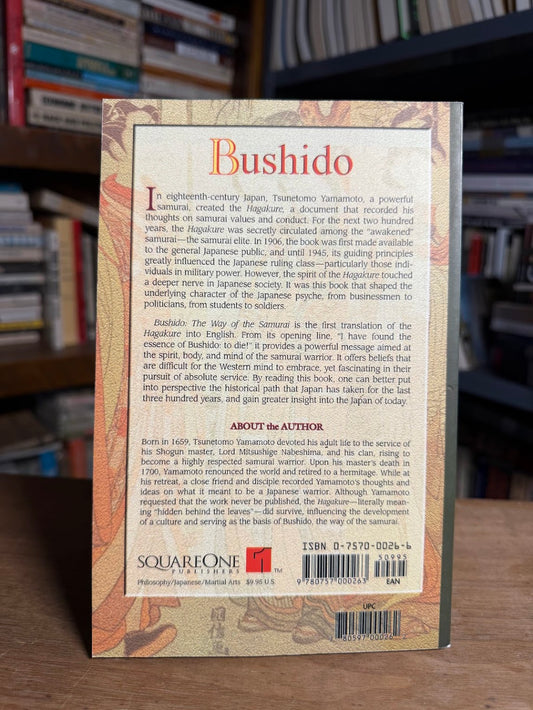 Bushido
In eighteenth-century Japan, Tsunetomo Yamamoto, a powerful
samurai, created the Hagakure, a document that recorded his
thoughts on samurai values and conduct. For the next two hundred
years, the Hagakure was secretly circulated among the "awakened"
samurai—the samurai elite. In 1906, the book was first made available
to the general Japanese public, and until 1945, its guiding principles
greatly influenced the Japanese ruling class—particularly those indi-
viduals in military power. However, the spirit of the Hagakure touched
a deeper nerve in Japanese society. It was this book that shaped the
underlying character of the Japanese psyche, from businessmen to
politicians, from students to soldiers.
Bushido: The Way of the Samurai is the first translation of the
Hagakure into English. From its opening line, "I have found the
essence of Bushido: to die!" it provides a powerful message aimed at
the spirit, body, and mind of the samurai warrior. It offers beliefs that
are difficult for the Western mind to embrace, yet fascinating in their
pursuit of absolute service. By reading this book, one can better put
into perspective the historical path that Japan has taken for the last
three hundred years, and gain greater insight into the Japan of today.
ABOUT the AUTHOR
Born in 1659, Tsunetomo Yamamoto devoted his adult life to the service of
his Shogun master, Lord Mitsushige Nabeshima, and his clan, rising to
become a highly respected samurai warrior. Upon his master's death in
1700, Yamamoto renounced the world and retired to a hermitage. While at
his retreat, a close friend and disciple recorded Yamamoto's thoughts and
ideas on what it meant to be a Japanese warrior. Although Yamamoto
requested that the work never be published, the Hagakure—literally mean-
ing "hidden behind the leaves"—did survive, influencing the development
of a culture and serving as the basis of Bushido, the way of the samurai.
SQUAREONE
PUBLISHERS
TM
Philosophy/Japanese/Martial Arts $9.95 U.S.
ISBN 0-7570-0026-6
50995
9 780757 000263
EAN
UPC
80597 00026